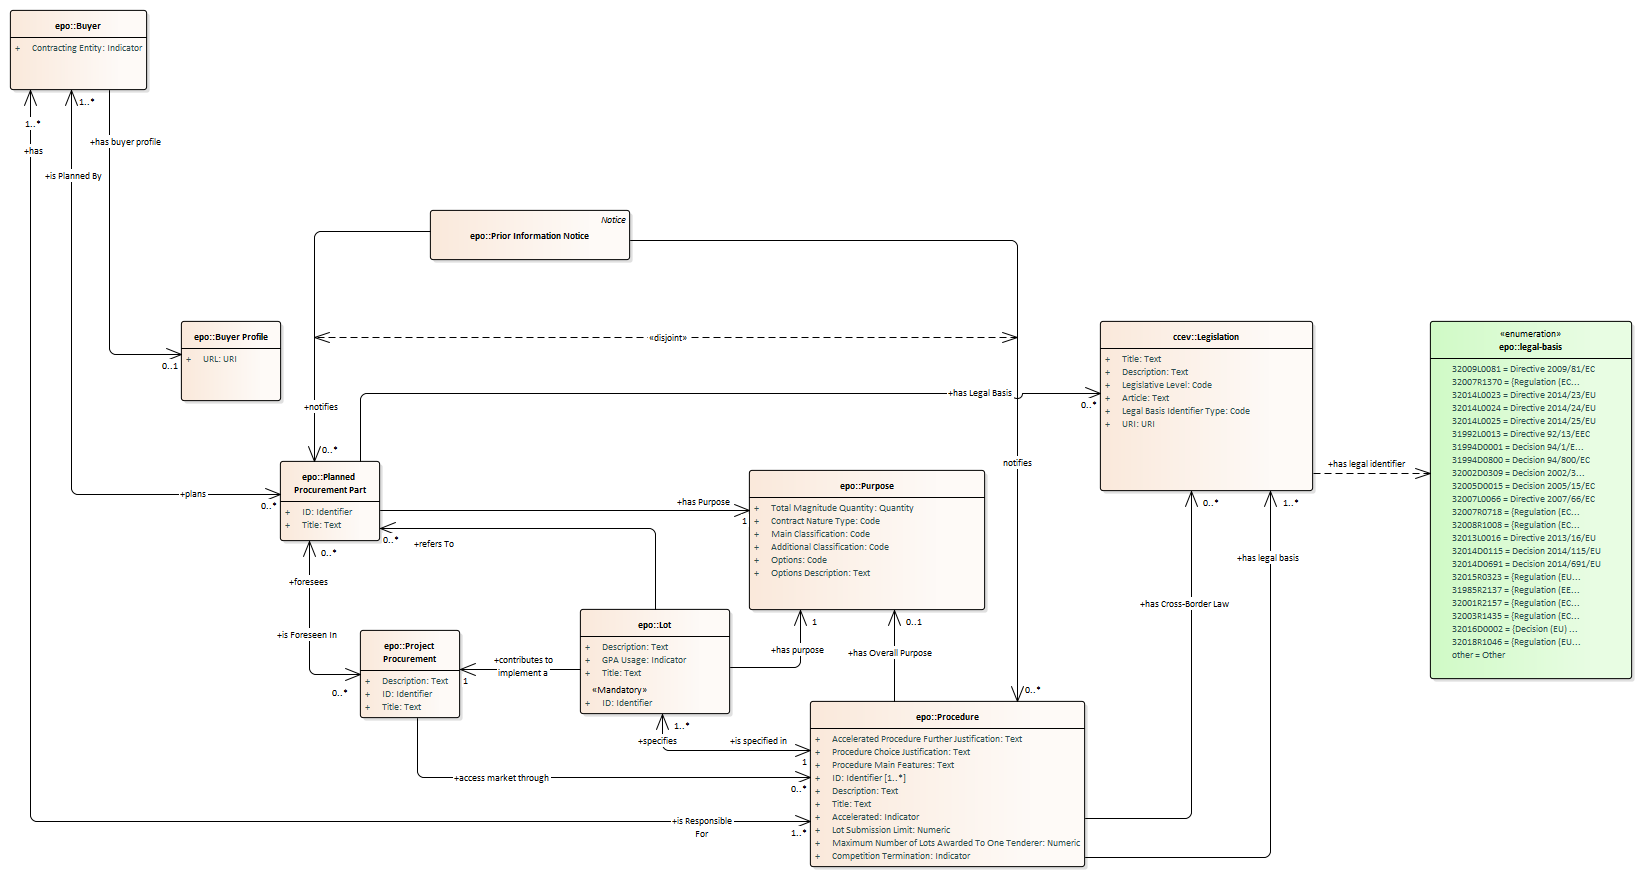 epo::Buyer
+ Contracting Entity: Indicator
1..*
1..*
+has buyer profile
+has
+is Planned By
Notice
epo::Prior Information Notice
epo::Buyer Profile
+ URL: URI
0..1
«disjoint»
+notifies
0..*
+has Legal Basis
0..*
ccev::Legislation
+ Title: Text
+ Description: Text
+ Legislative Level: Code
+ Article: Text
+ Legal Basis Identifier Type: Code
+ URI: URI
«enumeration»
epo::legal-basis
32009L0081 = Directive 2009/81/EC
32007R1370 = {Regulation (EC...
32014L0023 = Directive 2014/23/EU
32014L0024 = Directive 2014/24/EU
32014L0025 = Directive 2014/25/EU
31992L0013 = Directive 92/13/EEC
31994D0001 = Decision 94/1/E...
31994D0800 = Decision 94/800/EC
32002D0309 = Decision 2002/3...
32005D0015 = Decision 2005/15/EC
32007L0066 = Directive 2007/66/EC
32007R0718 = {Regulation (EC...
32008R1008 = {Regulation (EC...
32013L0016 = Directive 2013/16/EU
32014D0115 = Decision 2014/115/EU
32014D0691 = Decision 2014/691/EU
32015R0323 = {Regulation (EU...
31985R2137 = {Regulation (EE...
32001R2157 = {Regulation (EC...
32003R1435 = {Regulation (EC...
32016D0002 = {Decision (EU) ...
32018R1046 = {Regulation (EU...
other = Other
+has legal identifier
notifies
epo::Planned
Procurement Part
+ ID: Identifier
+ Title: Text
+plans
0..*
+has Purpose
1
epo::Purpose
+ Total Magnitude Quantity: Quantity
+ Contract Nature Type: Code
+ Main Classification: Code
+ Additional Classification: Code
+ Options: Code
+ Options Description: Text
0..*
+refers To
0..*
+foresees
+is Foreseen In
0..*
0..*
1..*
+has legal basis
+has Cross-Border Law
epo::Project
Procurement
+ Description: Text
+ ID: Identifier
+ Title: Text
+contributes to
implement a
1
epo::Lot
+ Description: Text
+ GPA Usage: Indicator
+ Title: Text
«Mandatory»
+ ID: Identifier
1
+has purpose
0..1
+has Overall Purpose
0..*
1..*
+specifies
+is specified in
1
+access market through
0..*
+is Responsible
For
1..*
epo::Procedure
+ Accelerated Procedure Further Justification: Text
+ Procedure Choice Justification: Text
+ Procedure Main Features: Text
+ ID: Identifier [1..*]
+ Description: Text
+ Title: Text
+ Accelerated: Indicator
+ Lot Submission Limit: Numeric
+ Maximum Number of Lots Awarded To One Tenderer: Numeric
+ Competition Termination: Indicator